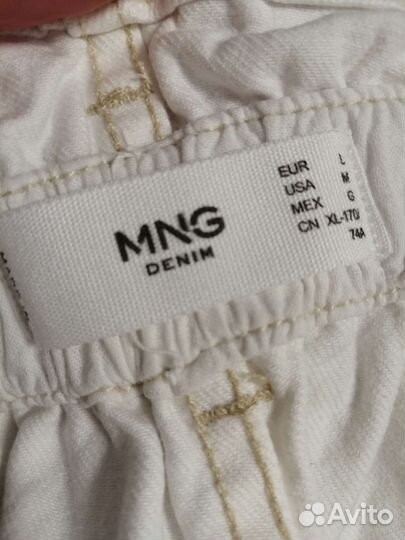 MNG
DENIM
EUR L
USA M
MEX G
CN XL-170/
74A
Avito